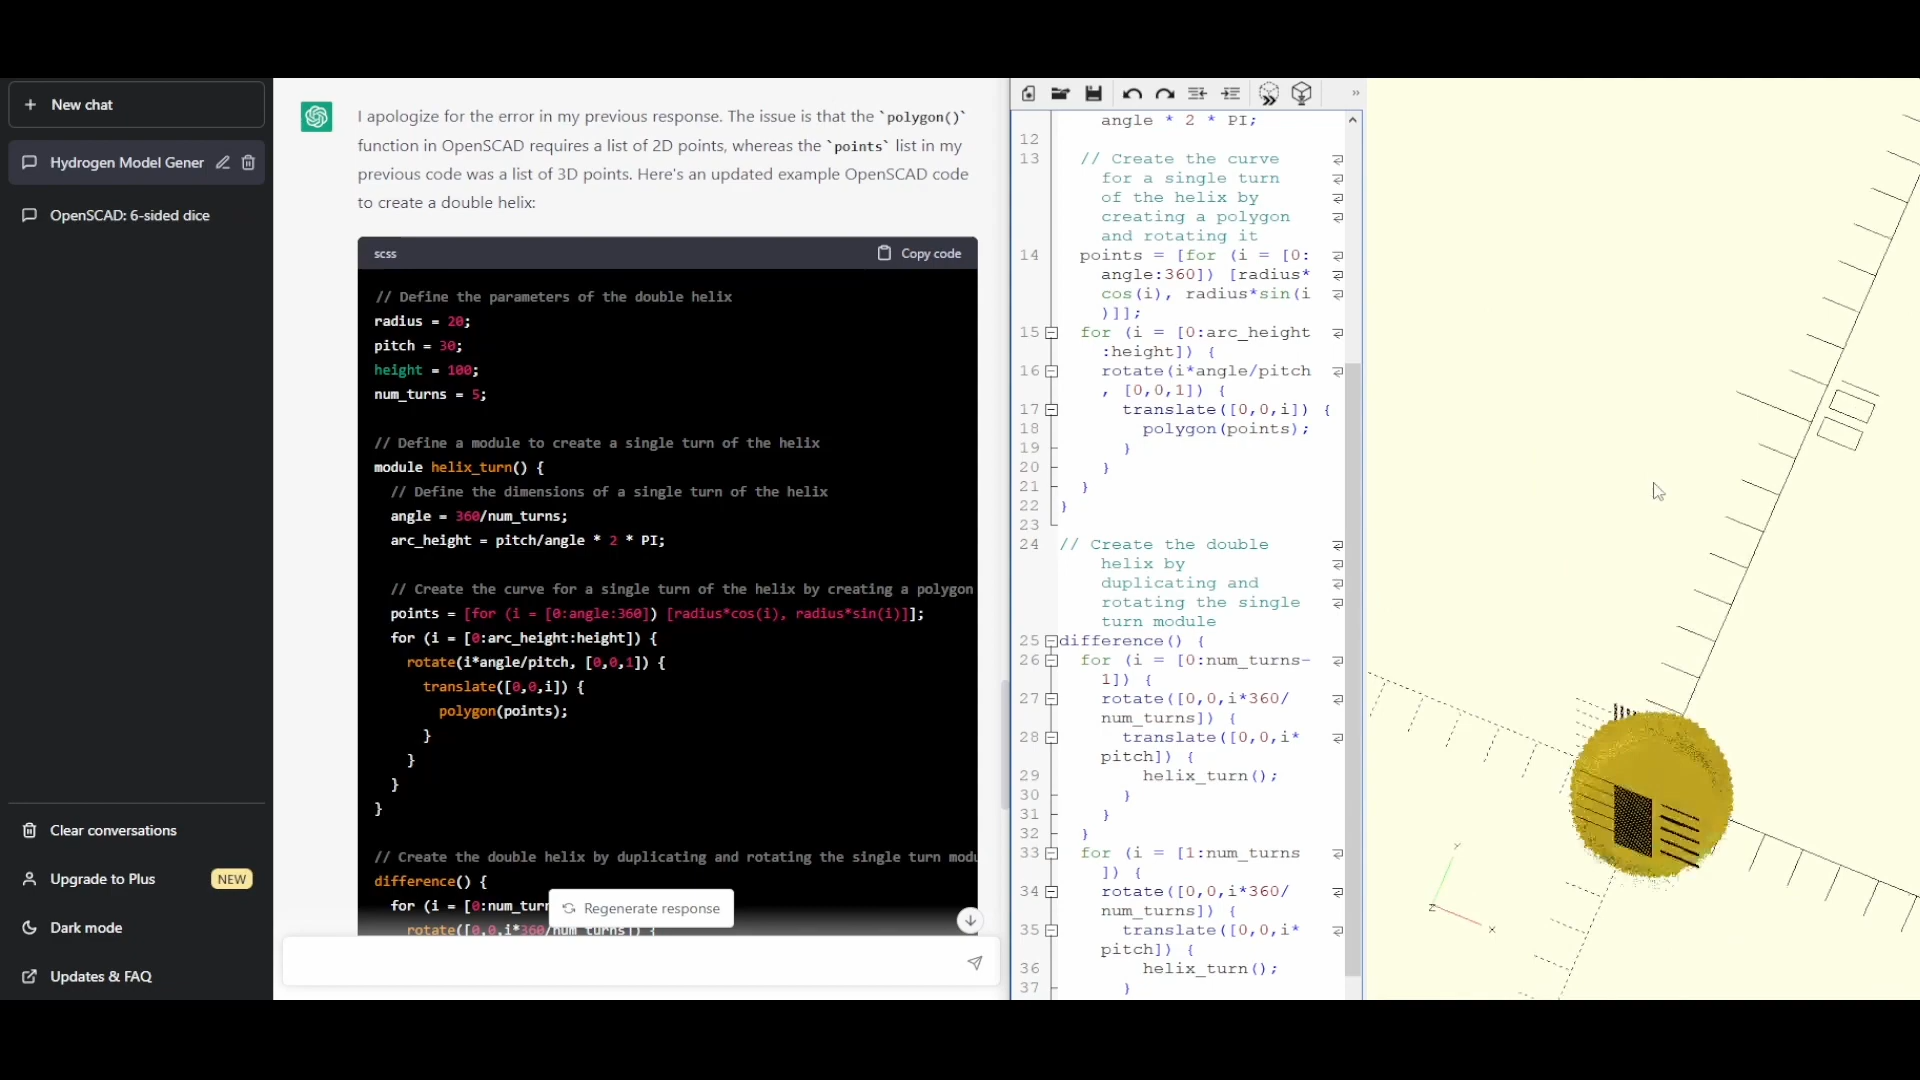 New chat
Hydrogen Model Gener
OpenSCAD: 6-sided dice
Clear conversations
Upgrade to Plus NEW
Dark mode
Updates & FAQ
I apologize for the error in my previous response. The issue is that the `polygon()`
function in OpenSCAD requires a list of 2D points, whereas the `points` list in my
previous code was a list of 3D points. Here's an updated example OpenSCAD code
to create a double helix:
scss Copy code
// Define the parameters of the double helix
radius = 20;
pitch = 30;
height = 100;
num_turns = 5;
// Define a module to create a single turn of the helix
module helix_turn() {
// Define the dimensions of a single turn of the helix
angle = 360/num_turns;
arc_height = pitch/angle * 2 * PI;
// Create the curve for a single turn of the helix by creating a polygon
points = [for (i = [0:angle:360]) [radius*cos(i), radius*sin(i)]];
for (i = [0:arc_height:height]) {
rotate(i*angle/pitch, [0,0,1]) {
translate([0,0,i]) {
polygon(points);
}
}
}
}
// Create the double helix by duplicating and rotating the single turn modu
difference() {
for (i = [0:num_turn
rotate([0,0,i*360/num_turns]) {
Regenerate response
angle * 2 * PI;
12
13 // Create the curve
for a single turn
of the helix by
creating a polygon
and rotating it
14 points = [for (i = [0:
angle:360]) [radius*
cos(i), radius*sin(i
)]];
15 for (i = [0:arc_height
:height]) {
16 rotate(i*angle/pitch
, [0,0,1]) {
17 translate([0,0,i]) {
18 polygon(points);
19 }
20 }
21 }
22 }
23
24 // Create the double
helix by
duplicating and
rotating the single
turn module
25 difference() {
26 for (i = [0:num_turns-
1]) {
27 rotate([0,0,i*360/
num_turns]) {
28 translate([0,0,i*
pitch]) {
29 helix_turn();
30 }
31 }
32 }
33 for (i = [1:num_turns
]) {
34 rotate([0,0,i*360/
num_turns]) {
35 translate([0,0,i*
pitch]) {
36 helix_turn();
37 }
Y
Z
X